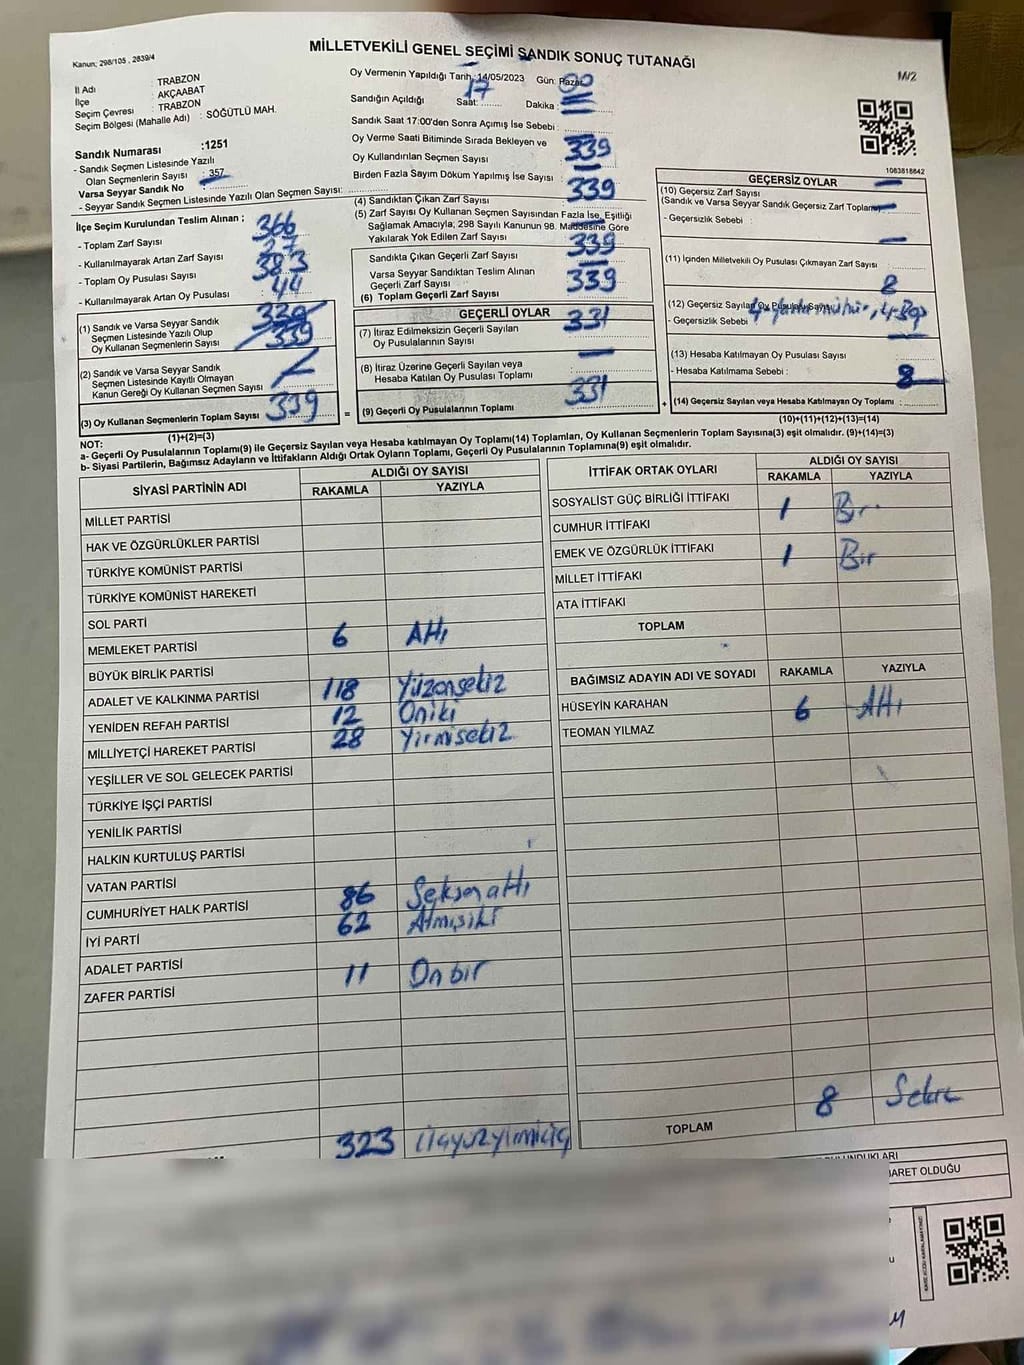 Kanun; 298/105 , 2839/4
MİLLETVEKİLİ GENEL SEÇİMİ SANDIK SONUÇ TUTANAĞI
M/2
İl Adı : TRABZON
İlçe : AKÇAABAT
Seçim Çevresi : TRABZON
Seçim Bölgesi (Mahalle Adı) : SÖĞÜTLÜ MAH.
Sandık Numarası :1251
- Sandık Seçmen Listesinde Yazılı
Olan Seçmenlerin Sayısı : 357
Varsa Seyyar Sandık No :
- Seyyar Sandık Seçmen Listesinde Yazılı Olan Seçmen Sayısı:
Oy Vermenin Yapıldığı Tarih: 14/05/2023 Gün: Pazar
Sandığın Açıldığı Saat: 17 Dakika : 00
Sandık Saat 17:00'den Sonra Açımış İse Sebebi :
Oy Verme Saati Bitiminde Sırada Bekleyen ve
Oy Kullandırılan Seçmen Sayısı
Birden Fazla Sayım Döküm Yapılmış İse Sayısı :
1083818642
İlçe Seçim Kurulundan Teslim Alınan ;
- Toplam Zarf Sayısı : 366
- Kullanılmayarak Artan Zarf Sayısı : 27
- Toplam Oy Pusulası Sayısı : 383
- Kullanılmayarak Artan Oy Pusulası : 44
(1) Sandık ve Varsa Seyyar Sandık
Seçmen Listesinde Yazılı Olup
Oy Kullanan Seçmenlerin Sayısı 339 339
(2) Sandık ve Varsa Seyyar Sandık
Seçmen Listesinde Kayıtlı Olmayan
Kanun Gereği Oy Kullanan Seçmen Sayısı
(3) Oy Kullanan Seçmenlerin Toplam Sayısı 339
(1)+(2)=(3)
(4) Sandıktan Çıkan Zarf Sayısı 339
(5) Zarf Sayısı Oy Kullanan Seçmen Sayısından Fazla İse, Eşitliği
Sağlamak Amacıyla, 298 Sayılı Kanunun 98. Maddesine Göre
Yakılarak Yok Edilen Zarf Sayısı
Sandıkta Çıkan Geçerli Zarf Sayısı 339
Varsa Seyyar Sandıktan Teslim Alınan
Geçerli Zarf Sayısı
(6) Toplam Geçerli Zarf Sayısı 339
GEÇERLİ OYLAR
(7) İtiraz Edilmeksizin Geçerli Sayılan
Oy Pusulalarının Sayısı 331
(8) İtiraz Üzerine Geçerli Sayılan veya
Hesaba Katılan Oy Pusulası Toplamı
= (9) Geçerli Oy Pusulalarının Toplamı 331
GEÇERSİZ OYLAR
(10) Geçersiz Zarf Sayısı
(Sandık ve Varsa Seyyar Sandık Geçersiz Zarf Toplamı)
- Geçersizlik Sebebi :
(11) İçinden Milletvekili Oy Pusulası Çıkmayan Zarf Sayısı
(12) Geçersiz Sayılan Oy Pusulası Sayısı 8
- Geçersizlik Sebebi :
(13) Hesaba Katılmayan Oy Pusulası Sayısı
- Hesaba Katılmama Sebebi :
+ (14) Geçersiz Sayılan veya Hesaba Katılmayan Oy Toplamı : 8
(10)+(11)+(12)+(13)=(14)
NOT:
a- Geçerli Oy Pusulalarının Toplamı(9) ile Geçersiz Sayılan veya Hesaba katılmayan Oy Toplamı(14) Toplamları, Oy Kullanan Seçmenlerin Toplam Sayısına(3) eşit olmalıdır. (9)+(14)=(3)
b- Siyasi Partilerin, Bağımsız Adayların ve İttifakların Aldığı Ortak Oyların Toplamı, Geçerli Oy Pusulalarının Toplamına(9) eşit olmalıdır.
SİYASİ PARTİNİN ADI ALDIĞI OY SAYISI
RAKAMLA YAZIYLA
MİLLET PARTİSİ
HAK VE ÖZGÜRLÜKLER PARTİSİ
TÜRKİYE KOMÜNİST PARTİSİ
TÜRKİYE KOMÜNİST HAREKETİ
SOL PARTİ
MEMLEKET PARTİSİ 6 Altı
BÜYÜK BİRLİK PARTİSİ
ADALET VE KALKINMA PARTİSİ 118 Yüzonsekiz
YENİDEN REFAH PARTİSİ 12 Oniki
MİLLİYETÇİ HAREKET PARTİSİ 28 Yirmisekiz
YEŞİLLER VE SOL GELECEK PARTİSİ
TÜRKİYE İŞÇİ PARTİSİ
YENİLİK PARTİSİ
HALKIN KURTULUŞ PARTİSİ
VATAN PARTİSİ
CUMHURİYET HALK PARTİSİ 86 Seksenaltı
İYİ PARTİ 62 Atmışiki
ADALET PARTİSİ
ZAFER PARTİSİ 11 Onbir
323
İTTİFAK ORTAK OYLARI ALDIĞI OY SAYISI
RAKAMLA YAZIYLA
SOSYALİST GÜÇ BİRLİĞİ İTTİFAKI
CUMHUR İTTİFAKI 1 Bir
EMEK VE ÖZGÜRLÜK İTTİFAKI
MİLLET İTTİFAKI 1 Bir
ATA İTTİFAKI
TOPLAM
BAĞIMSIZ ADAYIN ADI VE SOYADI RAKAMLA YAZIYLA
HÜSEYİN KARAHAN
TEOMAN YILMAZ 6 Altı
TOPLAM 8 Sekiz
ARET OLDUĞU